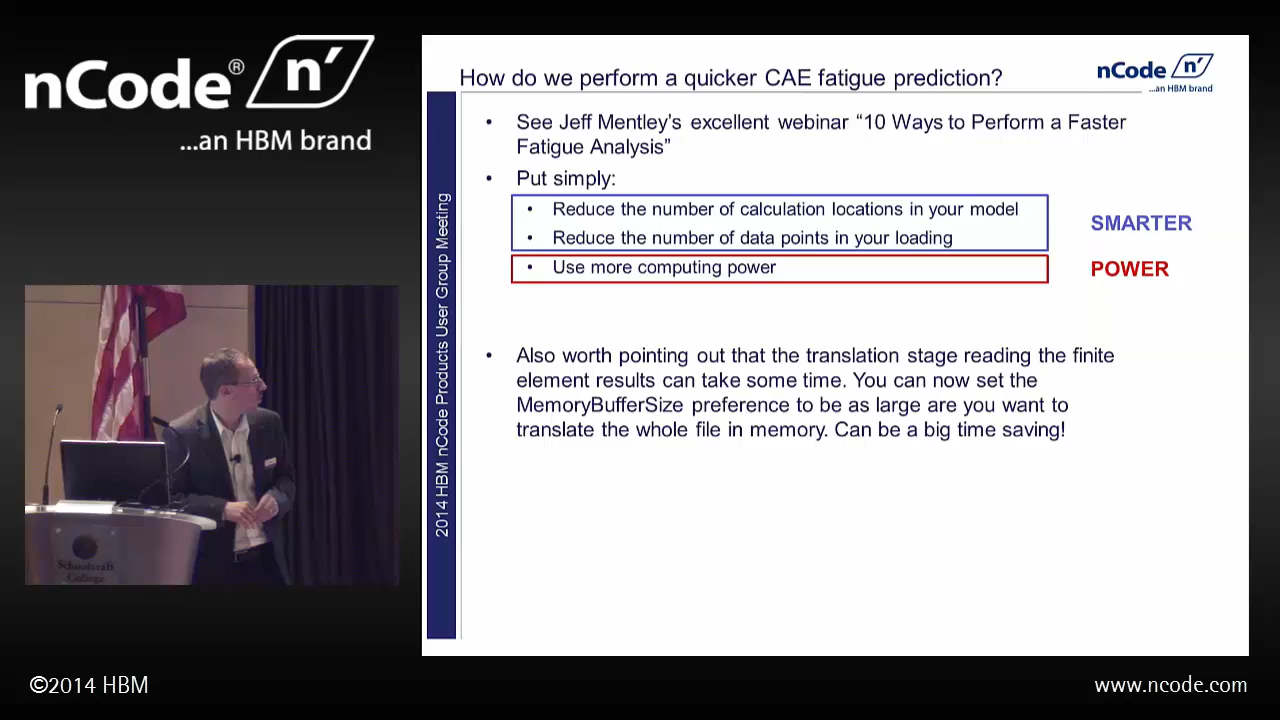 nCode® n'
...an HBM brand
How do we perform a quicker CAE fatigue prediction?
nCode n'
...an HBM brand
2014 HBM nCode Products User Group Meeting
• See Jeff Mentley's excellent webinar “10 Ways to Perform a Faster
Fatigue Analysis”
• Put simply:
• Reduce the number of calculation locations in your model
• Reduce the number of data points in your loading
SMARTER
• Use more computing power
POWER
• Also worth pointing out that the translation stage reading the finite
element results can take some time. You can now set the
MemoryBufferSize preference to be as large are you want to
translate the whole file in memory. Can be a big time saving!
Schoolcraft
College
©2014 HBM
www.ncode.com